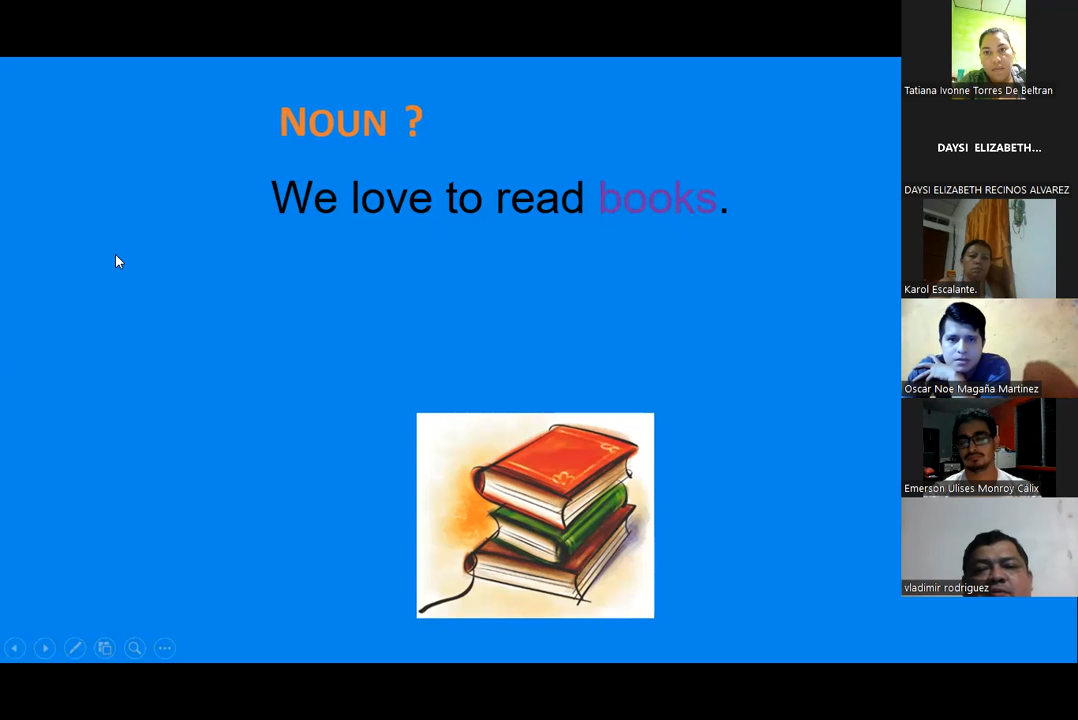 NOUN ?
We love to read books.
Tatiana Ivonne Torres De Beltran
DAYSI ELIZABETH...
DAYSI ELIZABETH RECINOS ALVAREZ
Karol Escalante.
Oscar Noe Magaña Martinez
Emerson Ulises Monroy Cálix
vladimir rodriguez